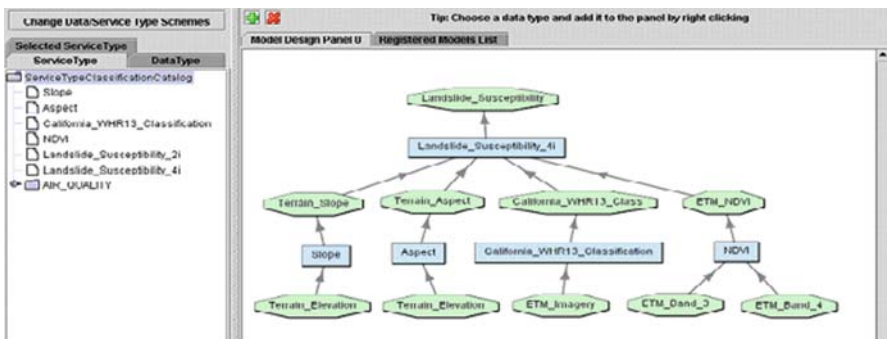 Change Data/Service Type Schemes
Selected ServiceType
ServiceType DataType
ServiceTypeClassificationCatalog
Slope
Aspect
California_WHR13_Classification
NDVI
Landslide_Susceptibility_2i
Landslide_Susceptibility_4i
AIR_QUALITY
Tip: Choose a data type and add it to the panel by right clicking
Model Design Panel 0 Registered Models List
Landslide_Susceptibility
Landslide_Susceptibility_4i
Terrain_Slope Terrain_Aspect California_WHR13_Class ETM_NDVI
Slope Aspect California_WHR13_Classification NDVI
Terrain_Elevation Terrain_Elevation ETM_Imagery ETM_Band_3 ETM_Band_4